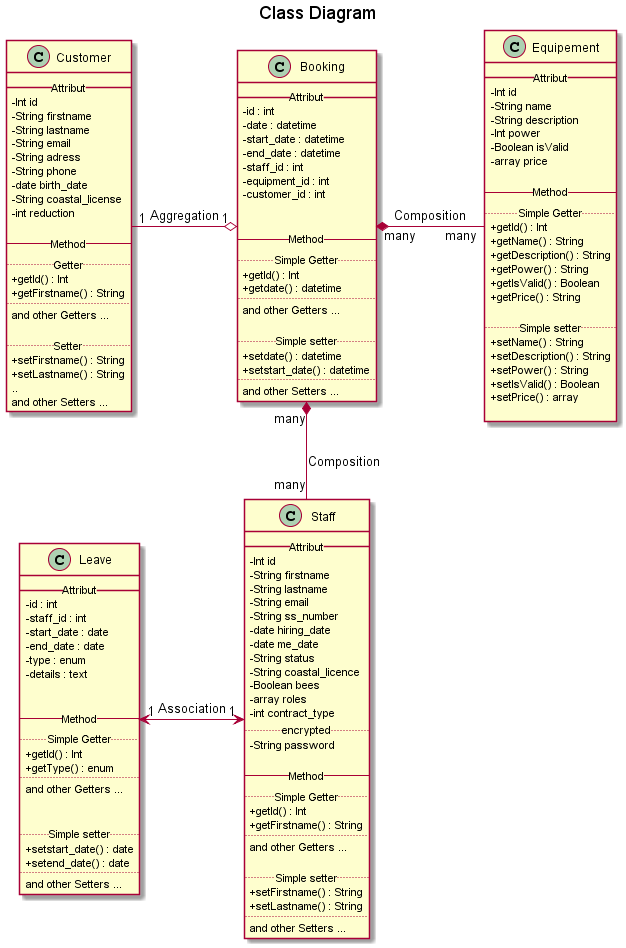 Class Diagram
C Customer
Attribut
-Int id
-String firstname
-String lastname
-String email
-String adress
-String phone
-date birth_date
-String coastal_license
-int reduction
Method
Getter
+getId() : Int
+getFirstname() : String
and other Getters ...
Setter
+setFirstname() : String
+setLastname() : String
..
and other Setters ...
1 Aggregation 1
C Booking
Attribut
-id : int
-date : datetime
-start_date : datetime
-end_date : datetime
-staff_id : int
-equipment_id : int
-customer_id : int
Method
Simple Getter
+getId() : Int
+getdate() : datetime
and other Getters ...
Simple setter
+setdate() : datetime
+setstart_date() : datetime
and other Setters ...
Composition
many many
C Equipement
Attribut
-Int id
-String name
-String description
-Int power
-Boolean isValid
-array price
Method
Simple Getter
+getId() : Int
+getName() : String
+getDescription() : String
+getPower() : String
+getIsValid() : Boolean
+getPrice() : String
Simple setter
+setName() : String
+setDescription() : String
+setPower() : String
+setIsValid() : Boolean
+setPrice() : array
many
Composition
many
C Leave
Attribut
-id : int
-staff_id : int
-start_date : date
-end_date : date
-type : enum
-details : text
Method
Simple Getter
+getId() : Int
+getType() : enum
and other Getters ...
Simple setter
+setstart_date() : date
+setend_date() : date
and other Setters ...
1 Association 1
C Staff
Attribut
-Int id
-String firstname
-String lastname
-String email
-String ss_number
-date hiring_date
-date me_date
-String status
-String coastal_licence
-Boolean bees
-array roles
-int contract_type
encrypted
-String password
Method
Simple Getter
+getId() : Int
+getFirstname() : String
and other Getters ...
Simple setter
+setFirstname() : String
+setLastname() : String
and other Setters ...